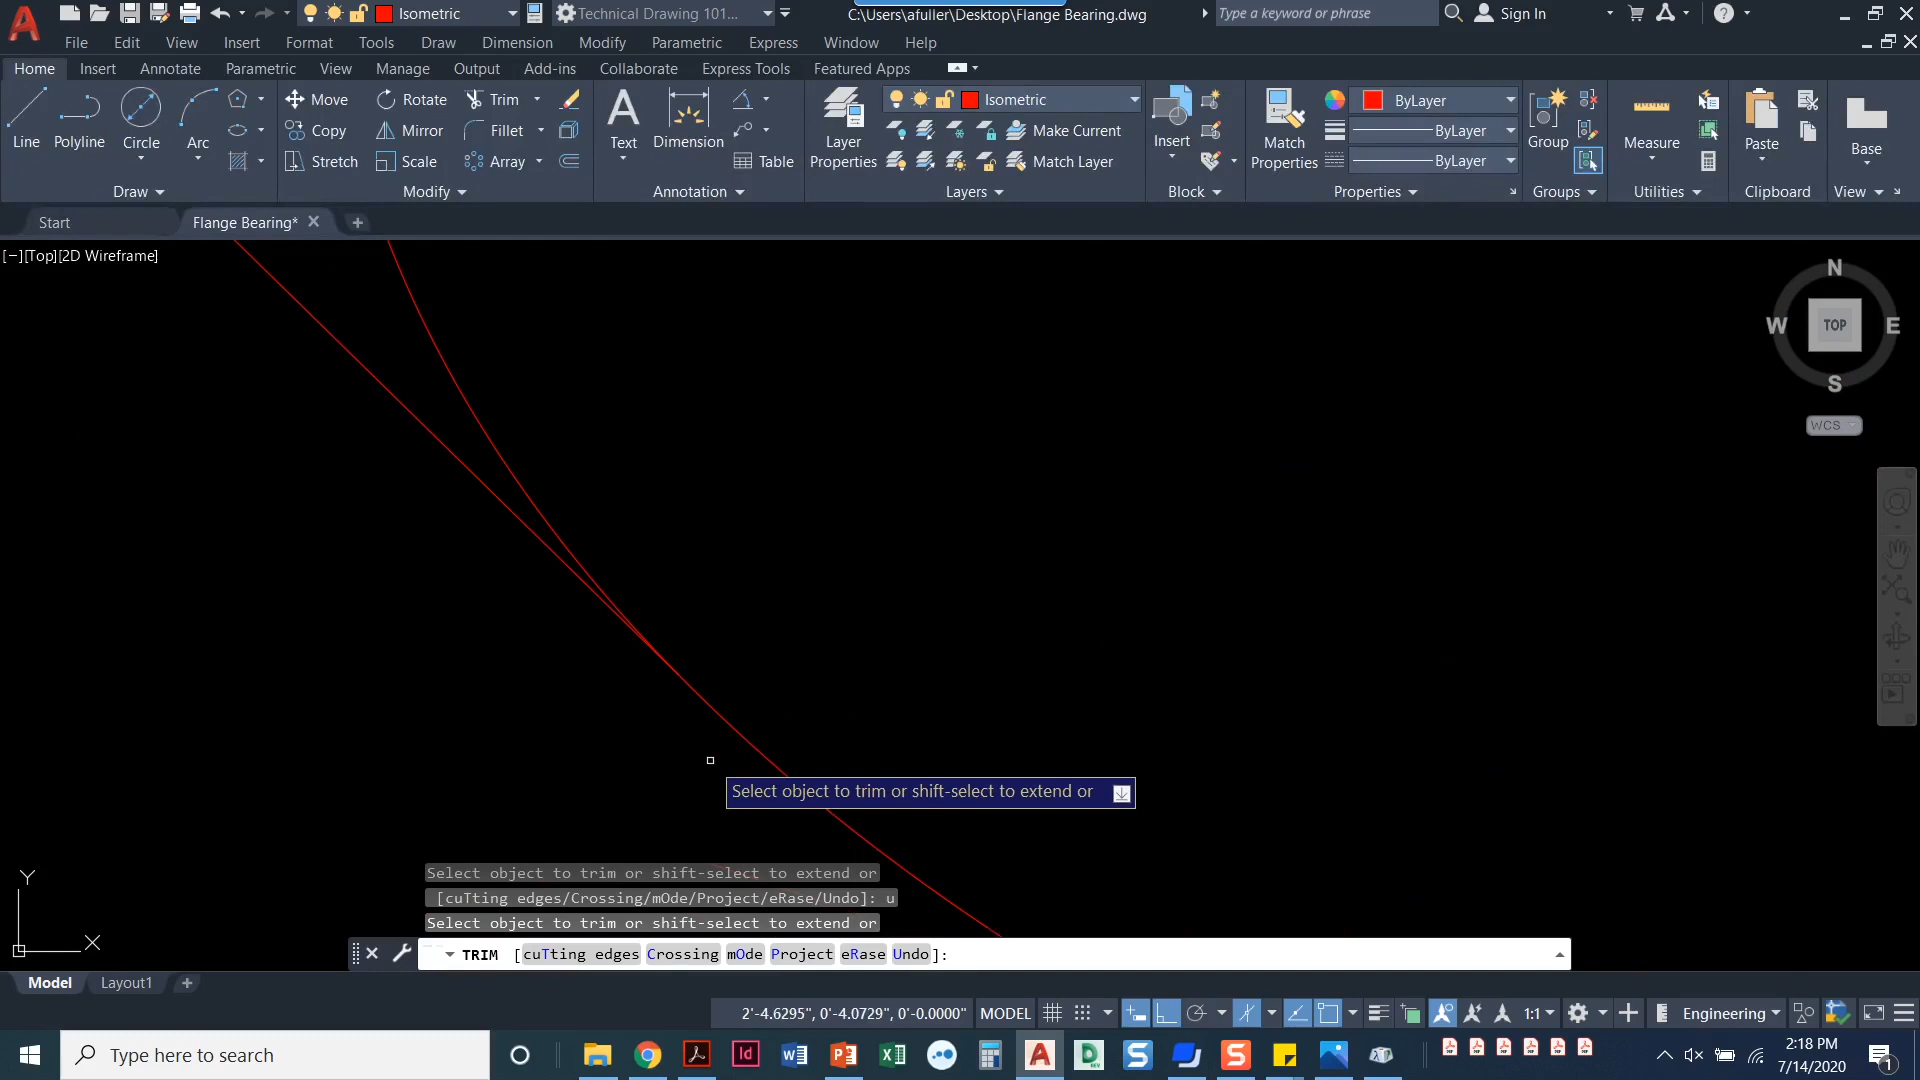 Isometric
Technical Drawing 101...
C:\Users\afuller\Desktop\Flange Bearing.dwg
Type a keyword or phrase
Sign In
File Edit View Insert Format Tools Draw Dimension Modify Parametric Express Window Help
Home Insert Annotate Parametric View Manage Output Add-ins Collaborate Express Tools Featured Apps
Line Polyline Circle Arc
Move Rotate Trim
Copy Mirror Fillet
Stretch Scale Array
Text Dimension Table
Layer Properties
Isometric
Make Current
Match Layer
Insert
Match Properties
ByLayer
ByLayer
ByLayer
Group Measure Paste Base
Draw Modify Annotation Layers Block Properties Groups Utilities Clipboard View
Start Flange Bearing*
[−][Top][2D Wireframe]
N
W TOP E
S
WCS
Select object to trim or shift-select to extend or
Y
X
Select object to trim or shift-select to extend or
[cuTting edges/Crossing/mOde/Project/eRase/Undo]: u
Select object to trim or shift-select to extend or
TRIM [cuTting edges Crossing mOde Project eRase Undo]:
Model Layout1
2'-4.6295", 0'-4.0729", 0'-0.0000" MODEL 1:1 Engineering
Type here to search
2:18 PM
7/14/2020
1